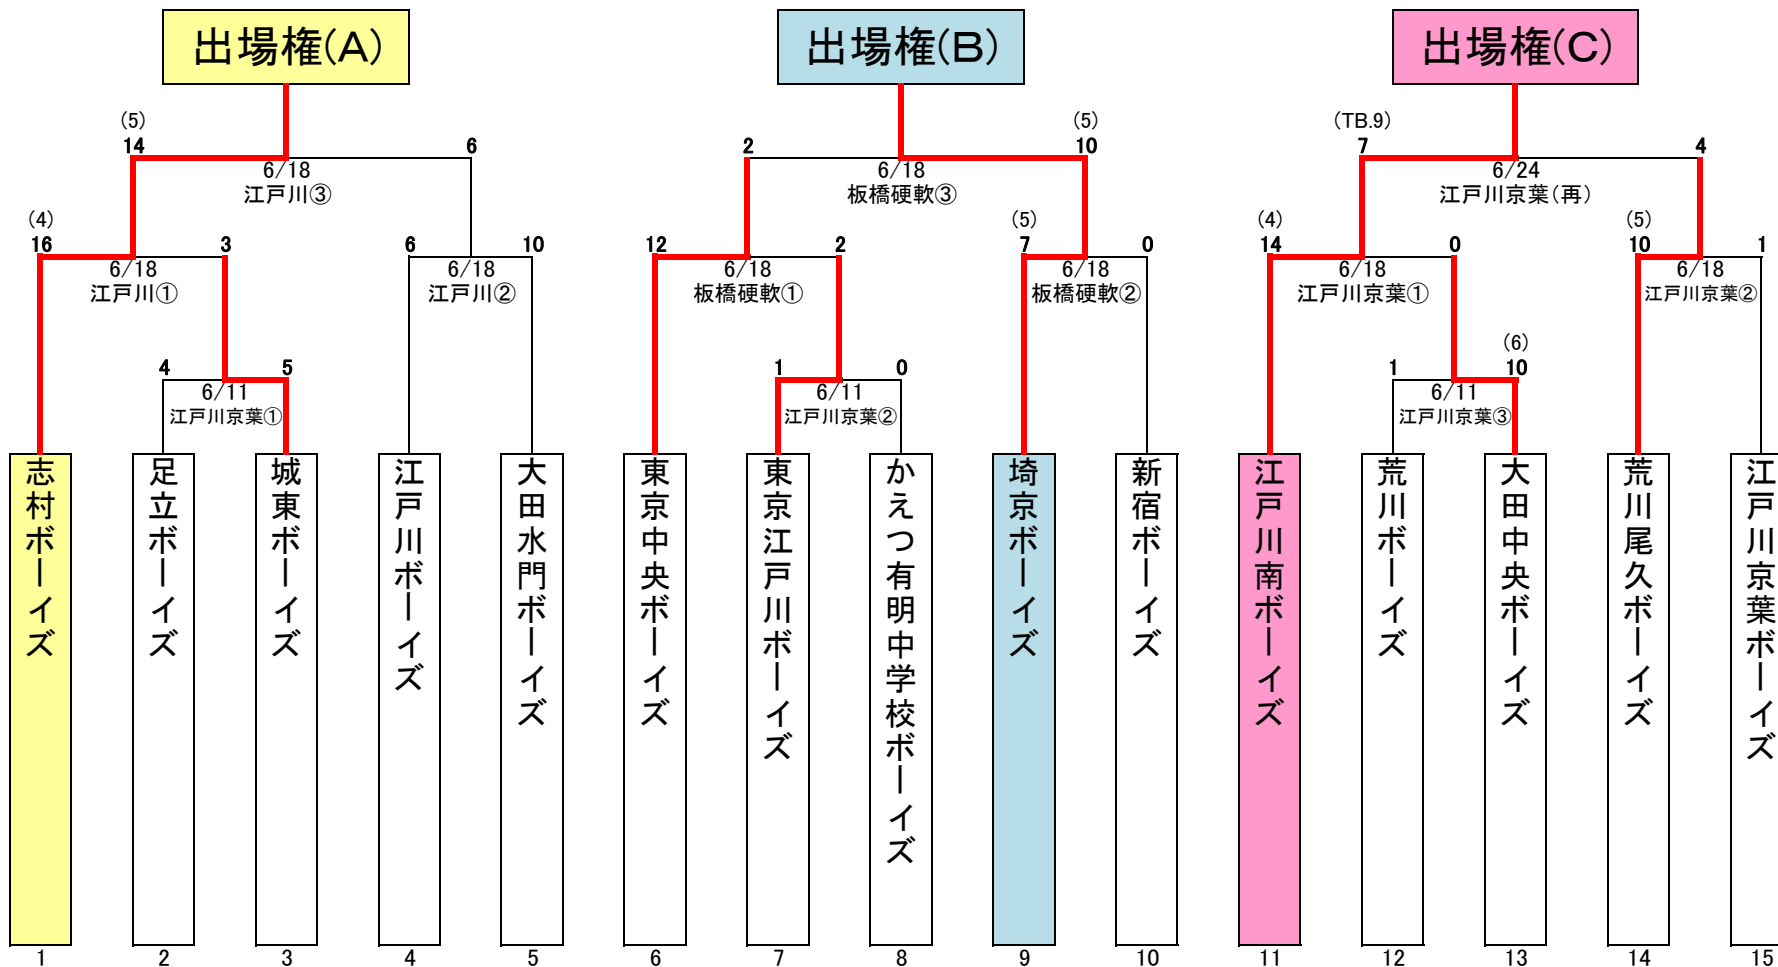 出場権(A)
出場権(B)
出場権(C)
(5)
(5)
(TB.9)
14
6
2
10
7
4
6/18
6/18
6/24
江戸川③
板橋硬軟③
江戸川京葉(再)
(4)
(5)
(4)
(5)
16
3
6
10
12
2
7
0
14
0
10
1
6/18
6/18
6/18
6/18
6/18
6/18
江戸川①
江戸川②
板橋硬軟①
板橋硬軟②
江戸川京葉①
江戸川京葉②
(6)
4
5
1
0
1
10
6/11
6/11
6/11
江戸川京葉①
江戸川京葉②
江戸川京葉③
志村ボーイズ
足立ボーイズ
城東ボーイズ
江戸川ボーイズ
大田水門ボーイズ
東京中央ボーイズ
東京江戸川ボーイズ
かえつ有明中学校ボーイズ
埼京ボーイズ
新宿ボーイズ
江戸川南ボーイズ
荒川ボーイズ
大田中央ボーイズ
荒川尾久ボーイズ
江戸川京葉ボーイズ
1
2
3
4
5
6
7
8
9
10
11
12
13
14
15